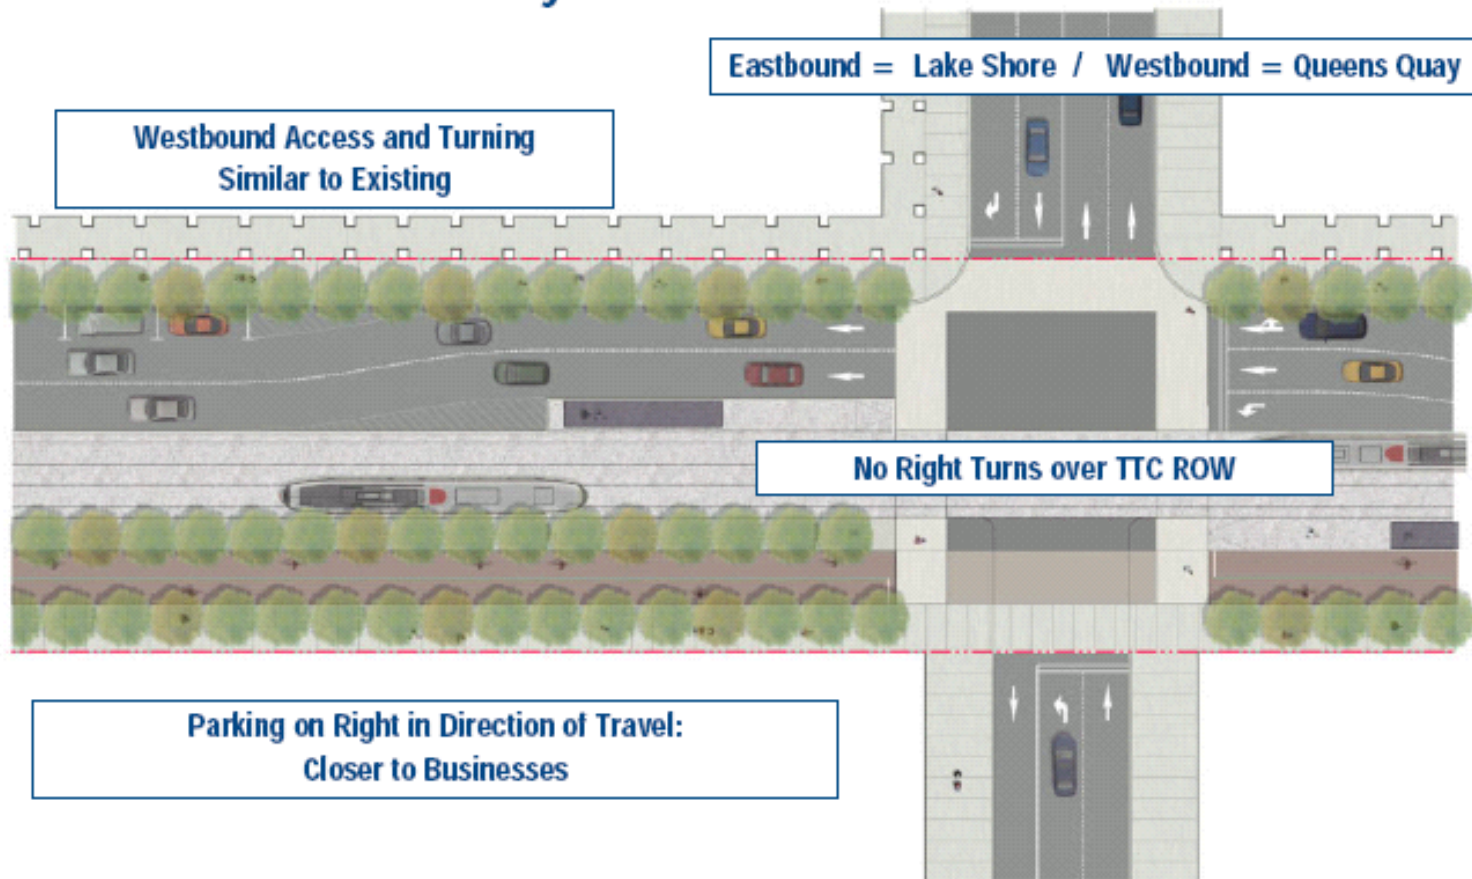 Eastbound = Lake Shore / Westbound = Queens Quay
Westbound Access and Turning
Similar to Existing
No Right Turns over TTC ROW
Parking on Right in Direction of Travel:
Closer to Businesses